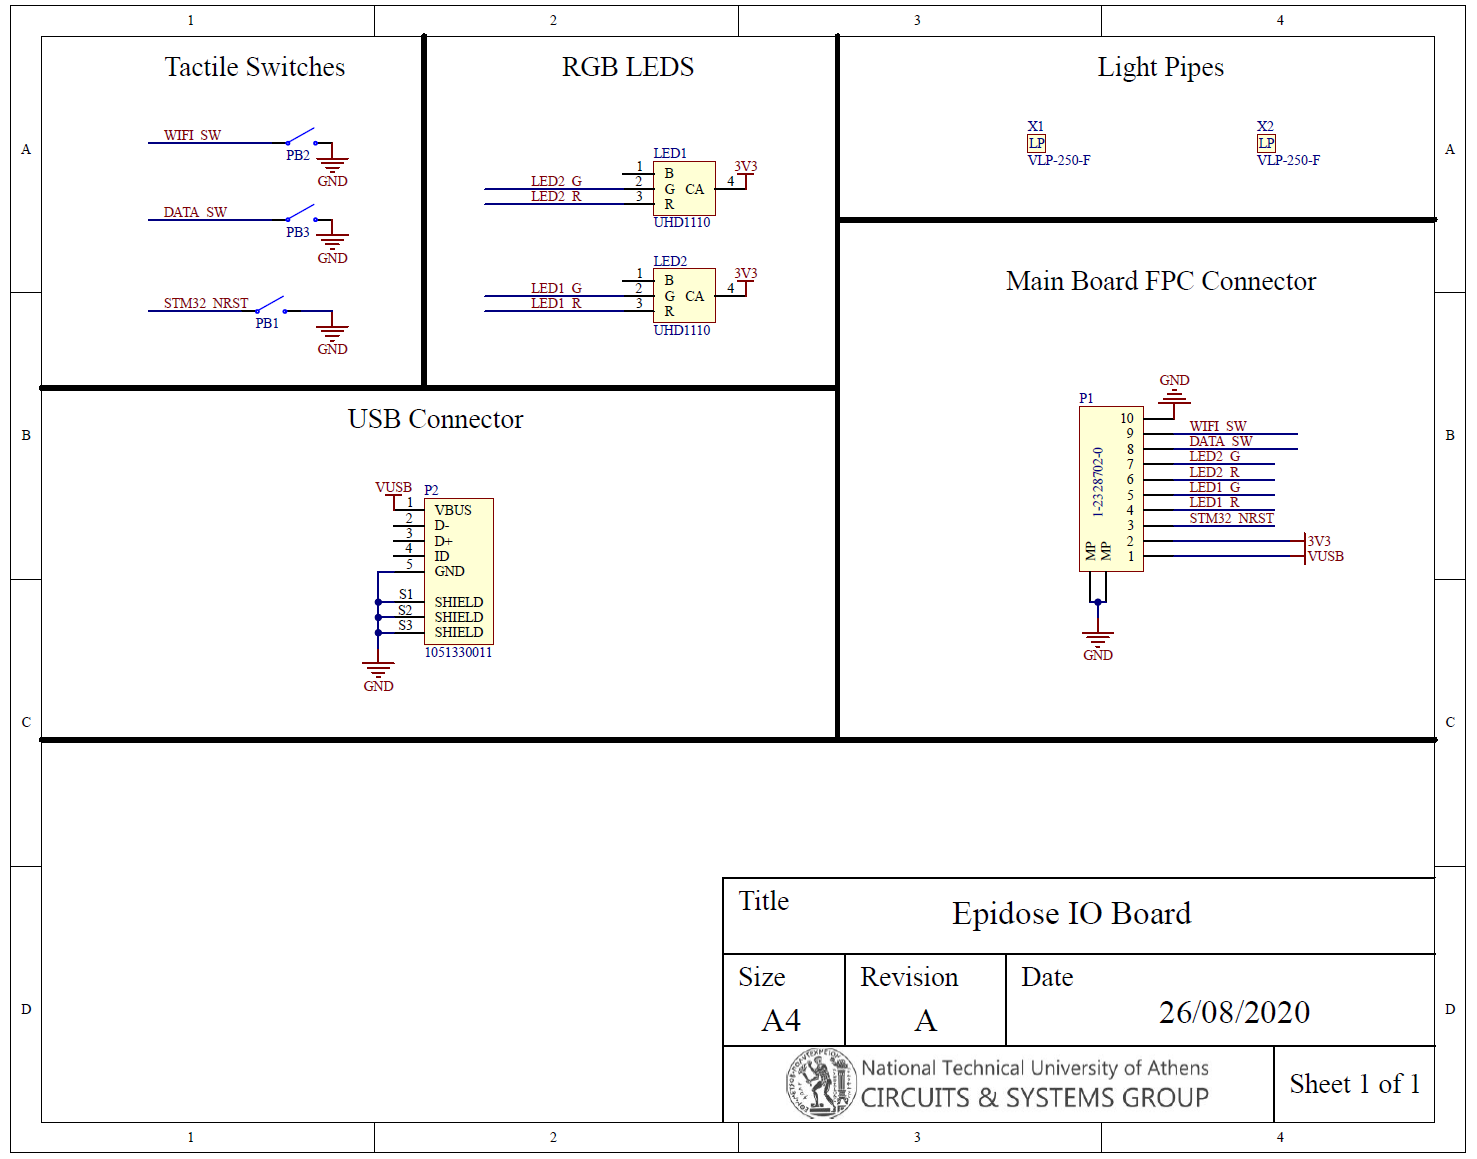 1 2 3 4
Tactile Switches
WIFI_SW
PB2
GND
DATA_SW
PB3
GND
STM32_NRST
PB1
GND
RGB LEDS
LED1
1 B
LED2_G 2 G CA 4 3V3
LED2_R 3 R
UHD1110
LED2
1 B
LED1_G 2 G CA 4 3V3
LED1_R 3 R
UHD1110
Light Pipes
X1 X2
LP LP
VLP-250-F VLP-250-F
A A
Main Board FPC Connector
GND
P1
10
9 WIFI_SW
8 DATA_SW
7 LED2_G
6 LED2_R
5 LED1_G
4 LED1_R
3 STM32_NRST
2 3V3
1 VUSB
1-2328702-0
MP MP
GND
B B
USB Connector
VUSB P2
1 VBUS
2 D-
3 D+
4 ID
5 GND
S1 SHIELD
S2 SHIELD
S3 SHIELD
1051330011
GND
C C
Title
Epidose IO Board
Size Revision Date
A4 A 26/08/2020
D D
National Technical University of Athens
CIRCUITS & SYSTEMS GROUP
Sheet 1 of 1
1 2 3 4